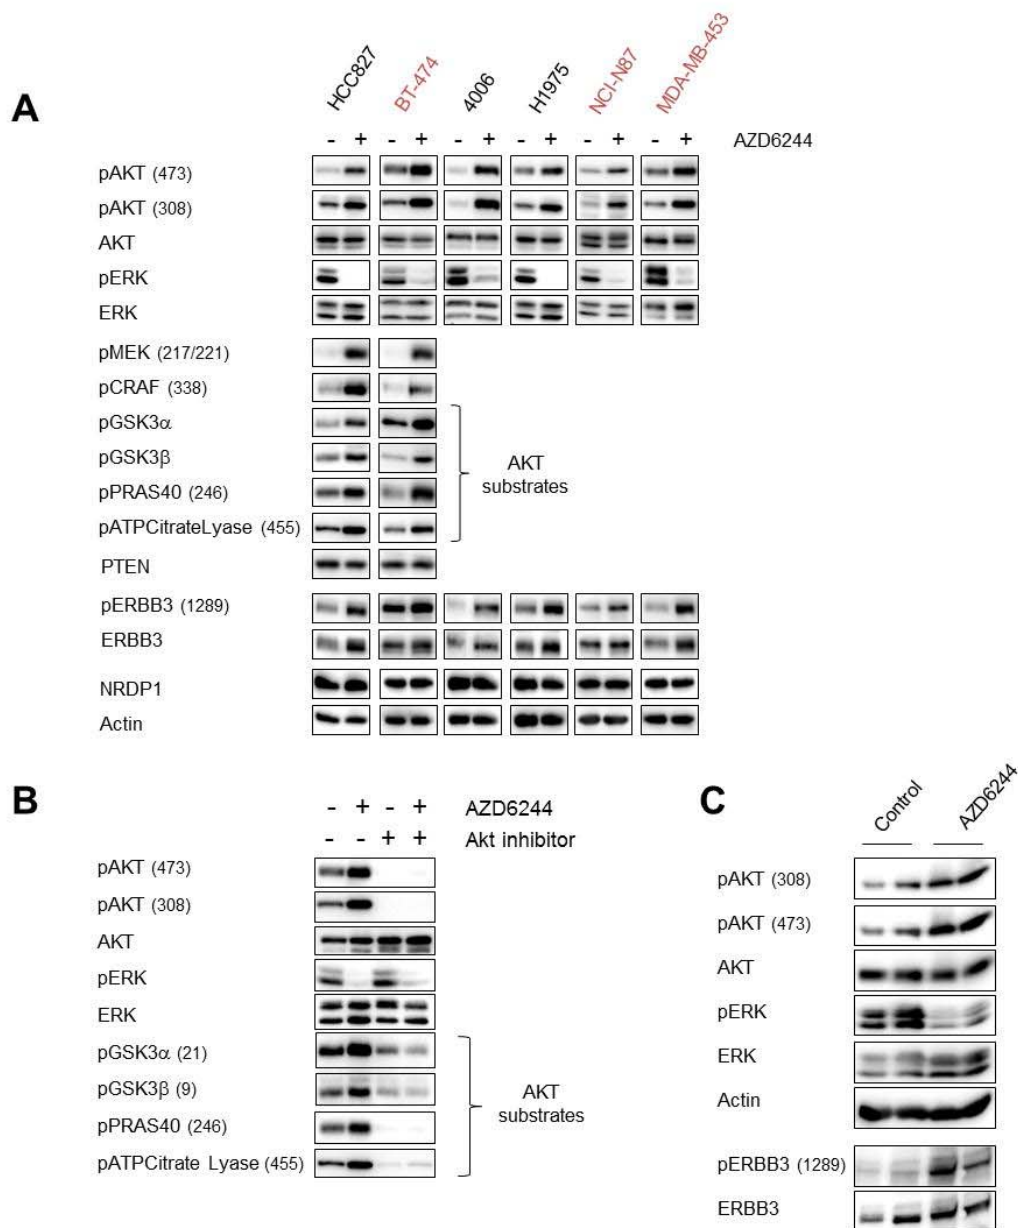 A
HCC827 BT-474 4006 H1975 NCI-N87 MDA-MB-453
- + - + - + - + - + - + AZD6244
pAKT (473)
pAKT (308)
AKT
pERK
ERK
pMEK (217/221)
pCRAF (338)
pGSK3α
pGSK3β
AKT
substrates
pPRAS40 (246)
pATPCitrateLyase (455)
PTEN
pERBB3 (1289)
ERBB3
NRDP1
Actin
B
- + - + AZD6244
- - + + Akt inhibitor
pAKT (473)
pAKT (308)
AKT
pERK
ERK
pGSK3α (21)
pGSK3β (9)
AKT
substrates
pPRAS40 (246)
pATPCitrate Lyase (455)
C
Control AZD6244
pAKT (308)
pAKT (473)
AKT
pERK
ERK
Actin
pERBB3 (1289)
ERBB3